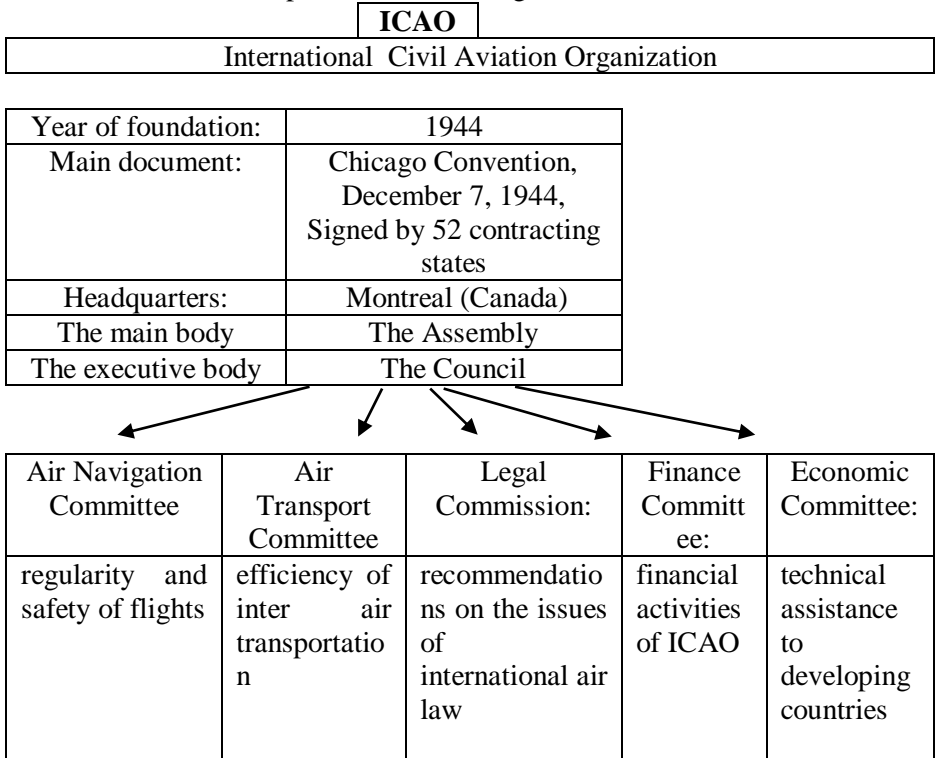 ICAO
International Civil Aviation Organization
Year of foundation: 1944
Main document: Chicago Convention,
December 7, 1944,
Signed by 52 contracting
states
Headquarters: Montreal (Canada)
The main body The Assembly
The executive body The Council
Air Navigation
Committee
Air
Transport
Committee
Legal
Commission:
Finance
Committ
ee:
Economic
Committee:
regularity and
safety of flights
efficiency of
inter air
transportatio
n
recommendatio
ns on the issues
of
international air
law
financial
activities
of ICAO
technical
assistance
to
developing
countries